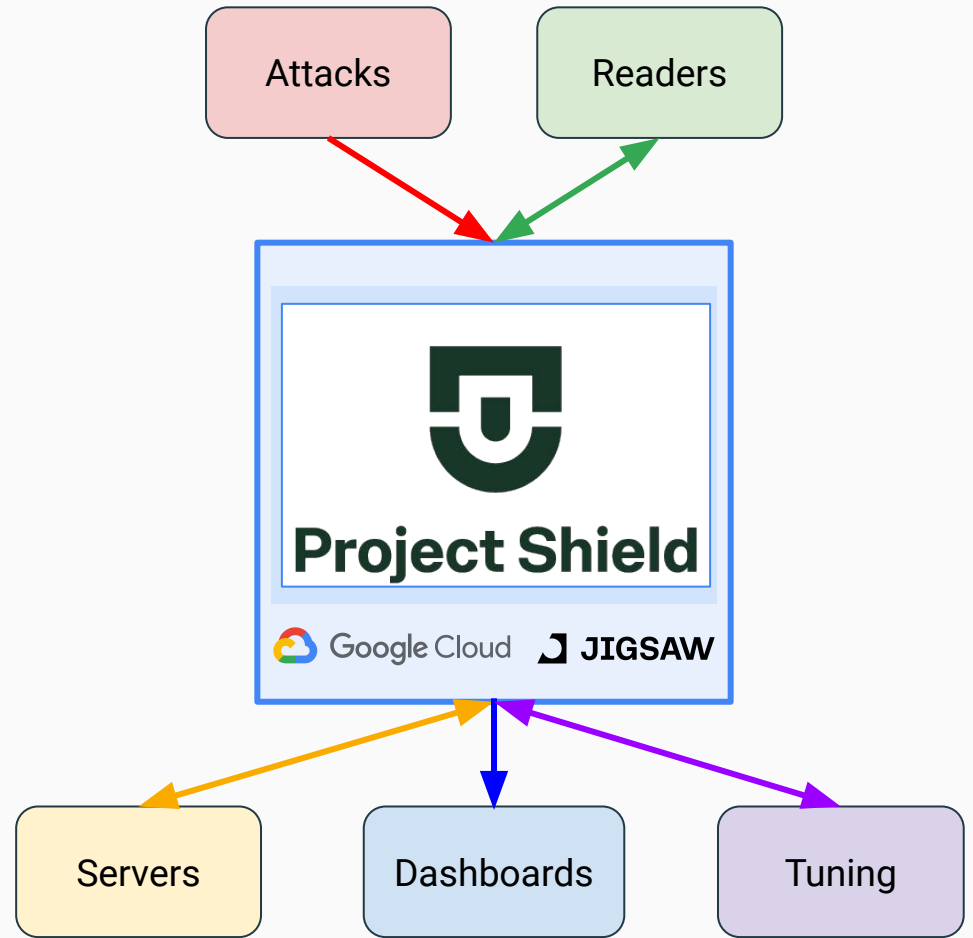 Attacks
Readers
Project Shield
Google Cloud
JIGSAW
Servers
Dashboards
Tuning